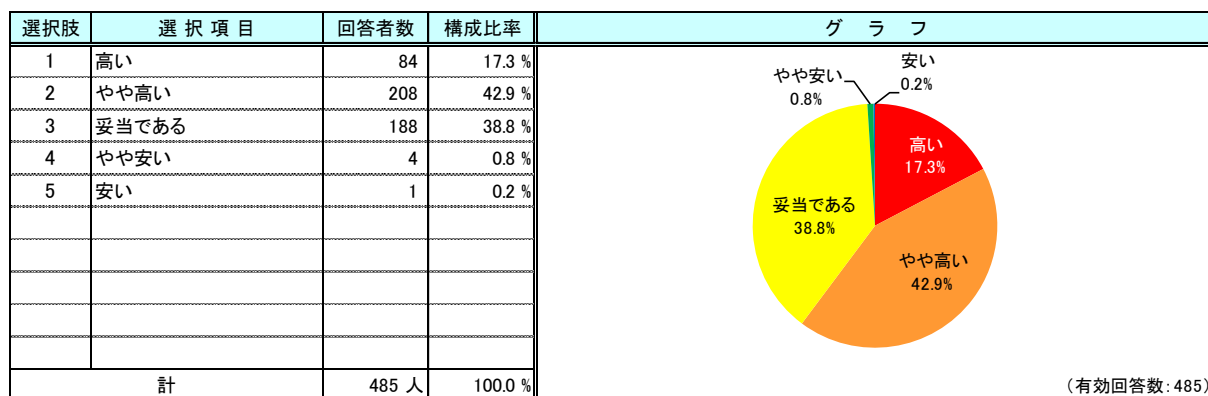 選択肢 選 択 項 目 回答者数 構成比率 グ ラ フ
1 高い 84 17.3 %
2 やや高い 208 42.9 %
3 妥当である 188 38.8 %
4 やや安い 4 0.8 %
5 安い 1 0.2 %
計 485 人 100.0 %
安い
0.2%
やや安い
0.8%
高い
17.3%
妥当である
38.8%
やや高い
42.9%
(有効回答数:485)